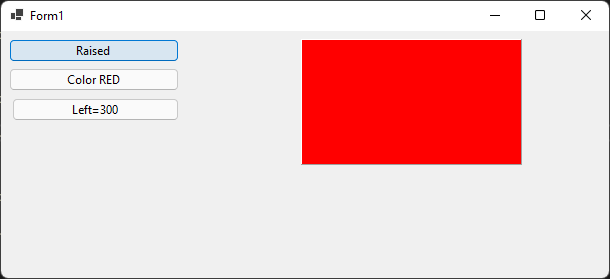 Form1
Raised
Color RED
Left=300